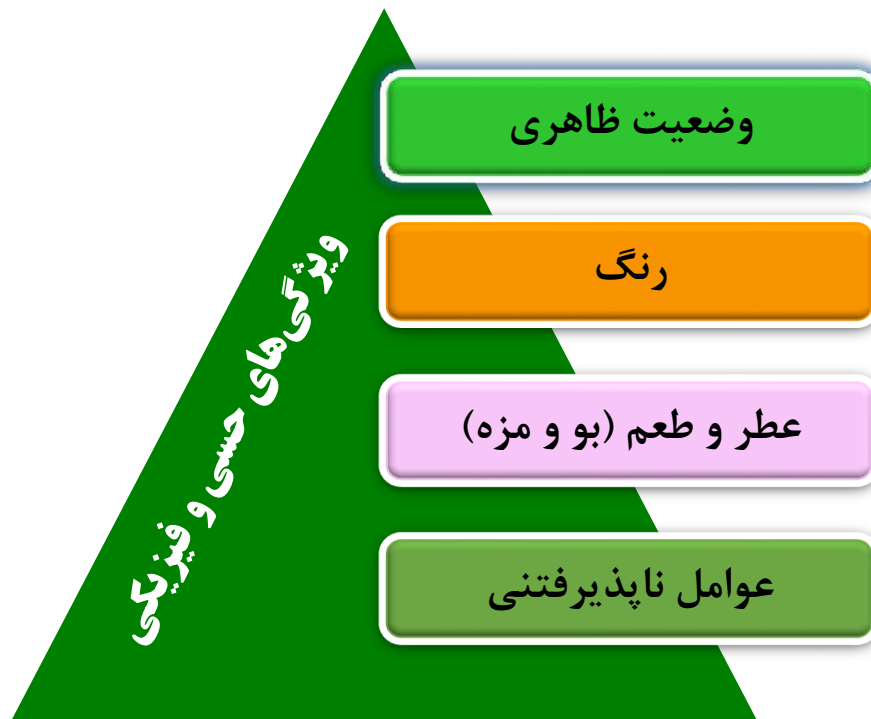 ویژگی‌های حسی و فیزیکی
وضعیت ظاهری
رنگ
عطر و طعم (بو و مزه)
عوامل ناپذیرفتنی